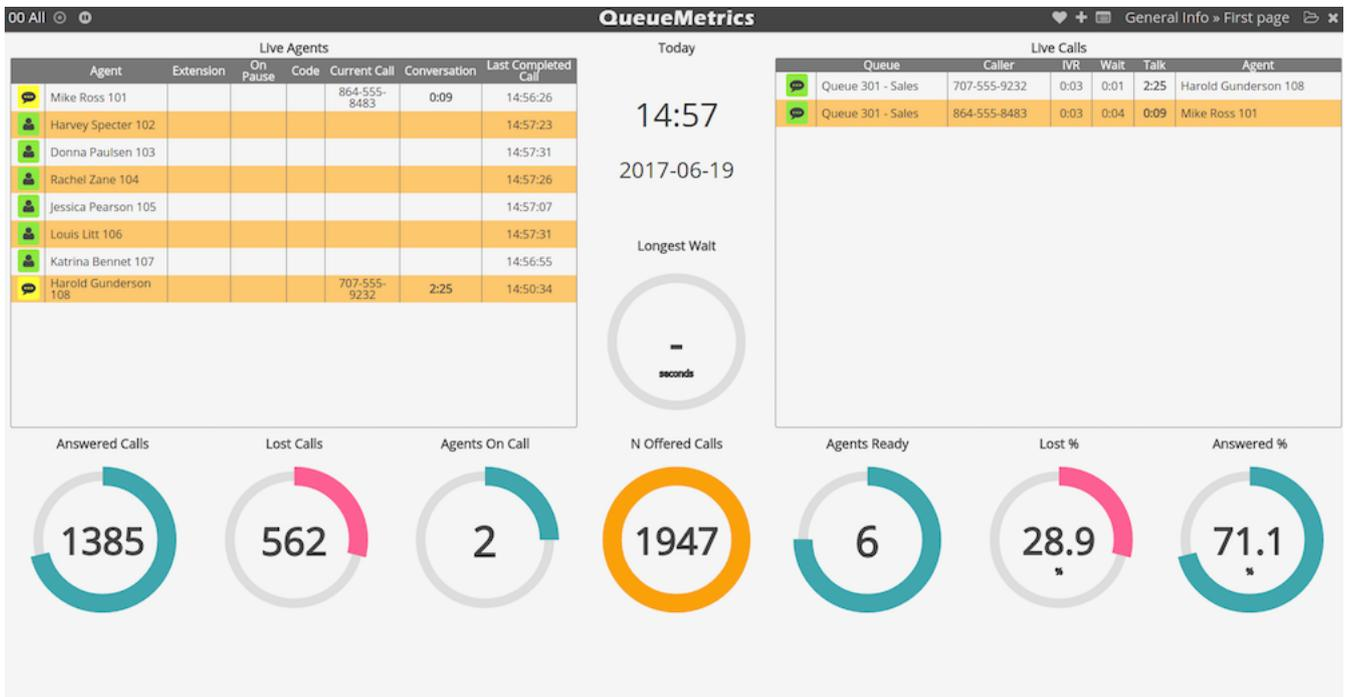 00 All
QueueMetrics
General Info » First page
Live Agents
Agent Extension On Pause Code Current Call Conversation Last Completed Call
Mike Ross 101 864-555-8483 0:09 14:56:26
Harvey Specter 102 14:57:23
Donna Paulsen 103 14:57:31
Rachel Zane 104 14:57:26
Jessica Pearson 105 14:57:07
Louis Litt 106 14:57:31
Katrina Bennet 107 14:56:55
Harold Gunderson 108 707-555-9232 2:25 14:50:34
Today
14:57
2017-06-19
Longest Wait
-
seconds
Live Calls
Queue Caller IVR Wait Talk Agent
Queue 301 - Sales 707-555-9232 0:03 0:01 2:25 Harold Gunderson 108
Queue 301 - Sales 864-555-8483 0:03 0:04 0:09 Mike Ross 101
Answered Calls
1385
Lost Calls
562
Agents On Call
2
N Offered Calls
1947
Agents Ready
6
Lost %
28.9
%
Answered %
71.1
%